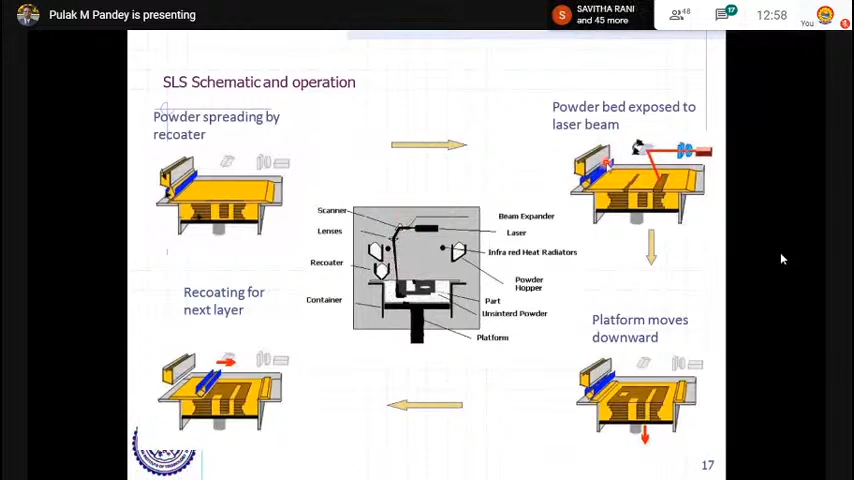 Pulak M Pandey is presenting
S
SAVITHA RANI
and 45 more
48
17
12:58
You
SLS Schematic and operation
Powder spreading by
recoater
Powder bed exposed to
laser beam
Scanner
Beam Expander
Lenses
Laser
Infra red Heat Radiators
Recoater
Powder
Hopper
Container
Part
Unsinterd Powder
Platform
Recoating for
next layer
Platform moves
downward
17